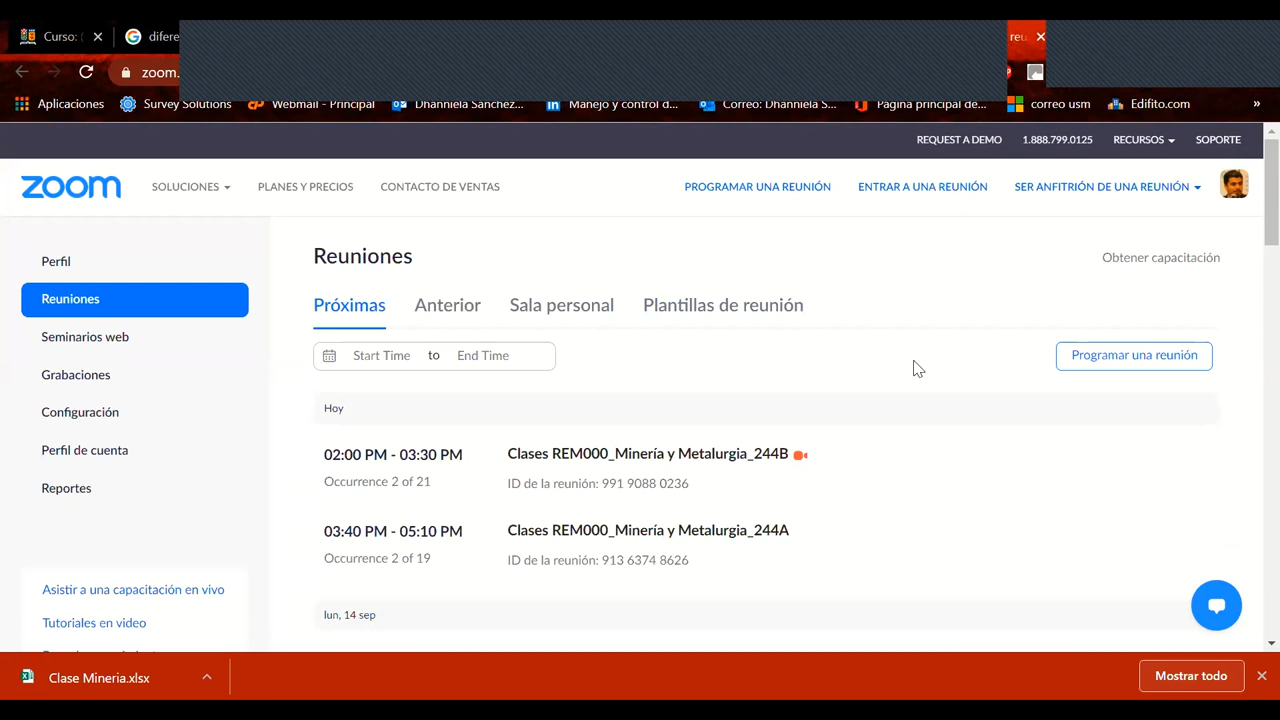 Curso: (
difere
reu
zoom.
Aplicaciones
Survey Solutions
Webmail - Principal
Dhanniela Sanchez...
Manejo y control d...
Correo: Dhanniela S...
Página principal de...
correo usm
Edifito.com
»
REQUEST A DEMO
1.888.799.0125
RECURSOS
SOPORTE
zoom
SOLUCIONES
PLANES Y PRECIOS
CONTACTO DE VENTAS
PROGRAMAR UNA REUNIÓN
ENTRAR A UNA REUNIÓN
SER ANFITRIÓN DE UNA REUNIÓN
Perfil
Reuniones
Seminarios web
Grabaciones
Configuración
Perfil de cuenta
Reportes
Asistir a una capacitación en vivo
Tutoriales en video
Reuniones
Obtener capacitación
Próximas
Anterior
Sala personal
Plantillas de reunión
Start Time to End Time
Programar una reunión
Hoy
02:00 PM - 03:30 PM
Clases REM000_Minería y Metalurgia_244B
Occurrence 2 of 21
ID de la reunión: 991 9088 0236
03:40 PM - 05:10 PM
Clases REM000_Minería y Metalurgia_244A
Occurrence 2 of 19
ID de la reunión: 913 6374 8626
lun, 14 sep
Clase Mineria.xlsx
Mostrar todo